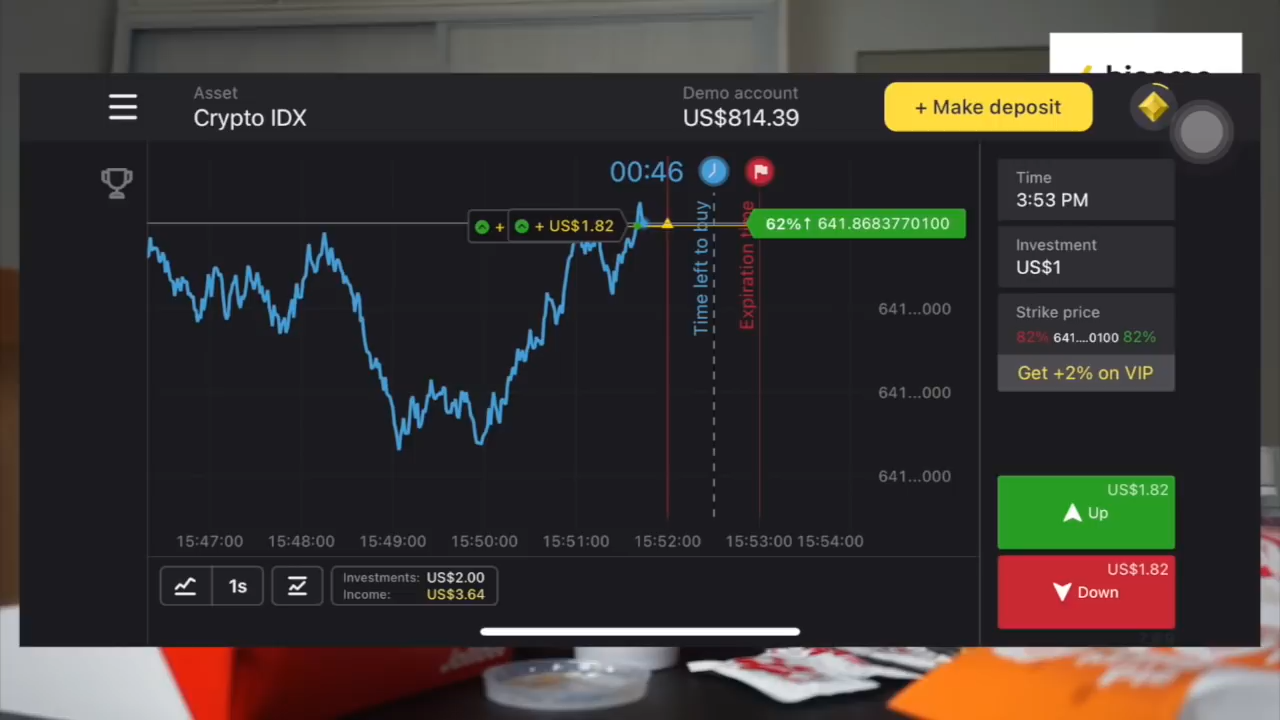 Asset
Crypto IDX
Demo account
US$814.39
+ Make deposit
00:46
+
+ US$1.82
Time left to buy
Expiration time
62%↑ 641.8683770100
641...000
641...000
641...000
15:47:00
15:48:00
15:49:00
15:50:00
15:51:00
15:52:00
15:53:00
15:54:00
1s
Investments: US$2.00
Income: US$3.64
Time
3:53 PM
Investment
US$1
Strike price
82% 641....0100 82%
Get +2% on VIP
US$1.82
Up
US$1.82
Down